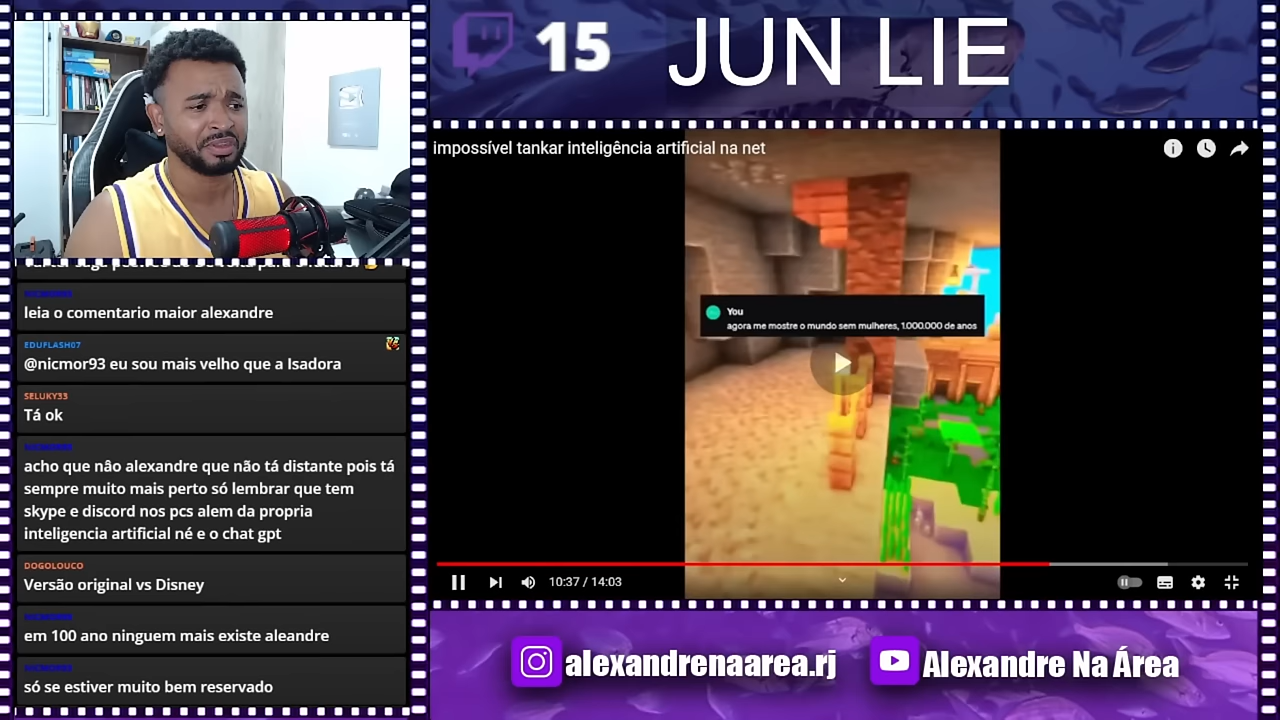 15
JUN LIE
impossível tankar inteligência artificial na net
You
agora me mostre o mundo sem mulheres, 1.000.000 de anos
10:37 / 14:03
leia o comentario maior alexandre
EDUFLASH07
@nicmor93 eu sou mais velho que a Isadora
SELUKY33
Tá ok
acho que nâo alexandre que não tá distante pois tá
sempre muito mais perto só lembrar que tem
skype e discord nos pcs alem da propria
inteligencia artificial né e o chat gpt
DOGOLOUCO
Versão original vs Disney
em 100 ano ninguem mais existe aleandre
só se estiver muito bem reservado
alexandrenaarea.rj
Alexandre Na Área